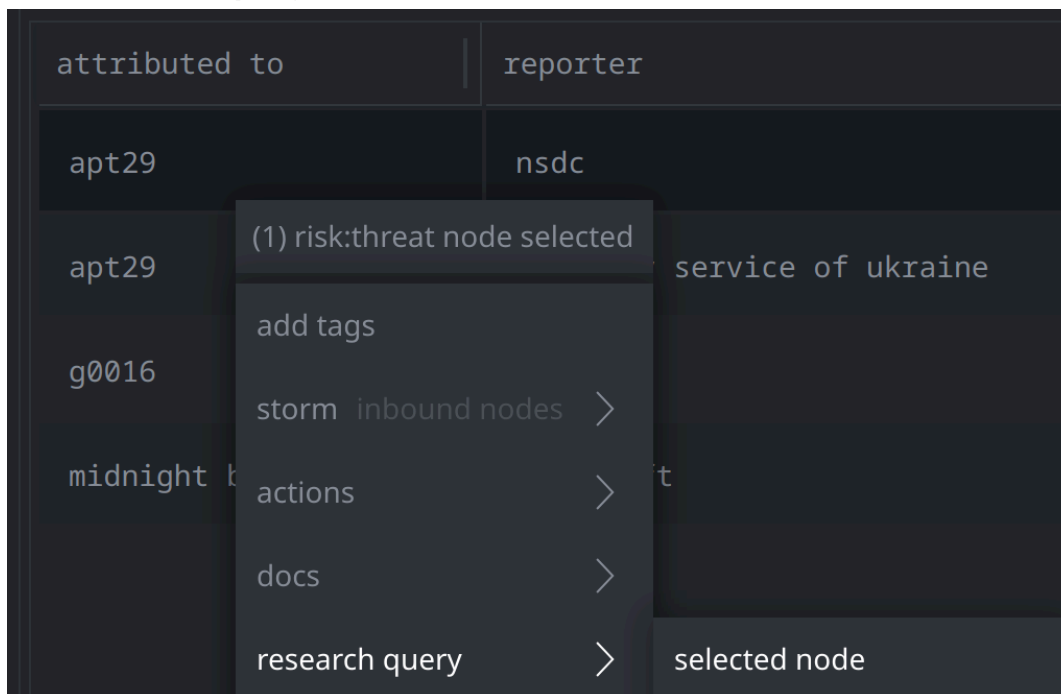 attributed to
reporter
apt29
nsdc
(1) risk:threat node selected
apt29
service of ukraine
add tags
g0016
storm inbound nodes
midnight
actions
docs
research query
selected node